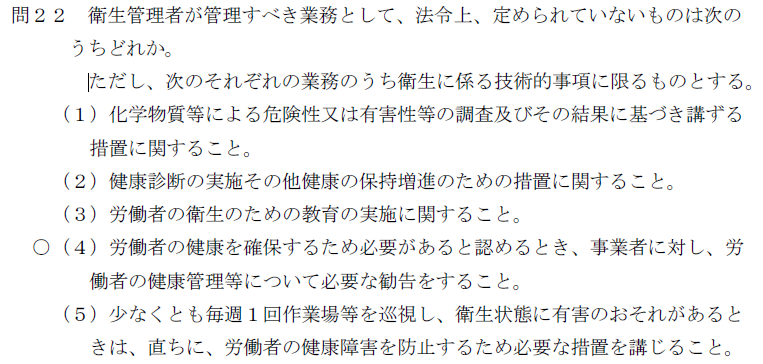 問２２　衛生管理者が管理すべき業務として、法令上、定められていないものは次の
うちどれか。
ただし、次のそれぞれの業務のうち衛生に係る技術的事項に限るものとする。
（１）化学物質等による危険性又は有害性等の調査及びその結果に基づき講ずる
措置に関すること。
（２）健康診断の実施その他健康の保持増進のための措置に関すること。
（３）労働者の衛生のための教育の実施に関すること。
○（４）労働者の健康を確保するため必要があると認めるとき、事業者に対し、労
働者の健康管理等について必要な勧告をすること。
（５）少なくとも毎週１回作業場等を巡視し、衛生状態に有害のおそれがあると
きは、直ちに、労働者の健康障害を防止するため必要な措置を講じること。